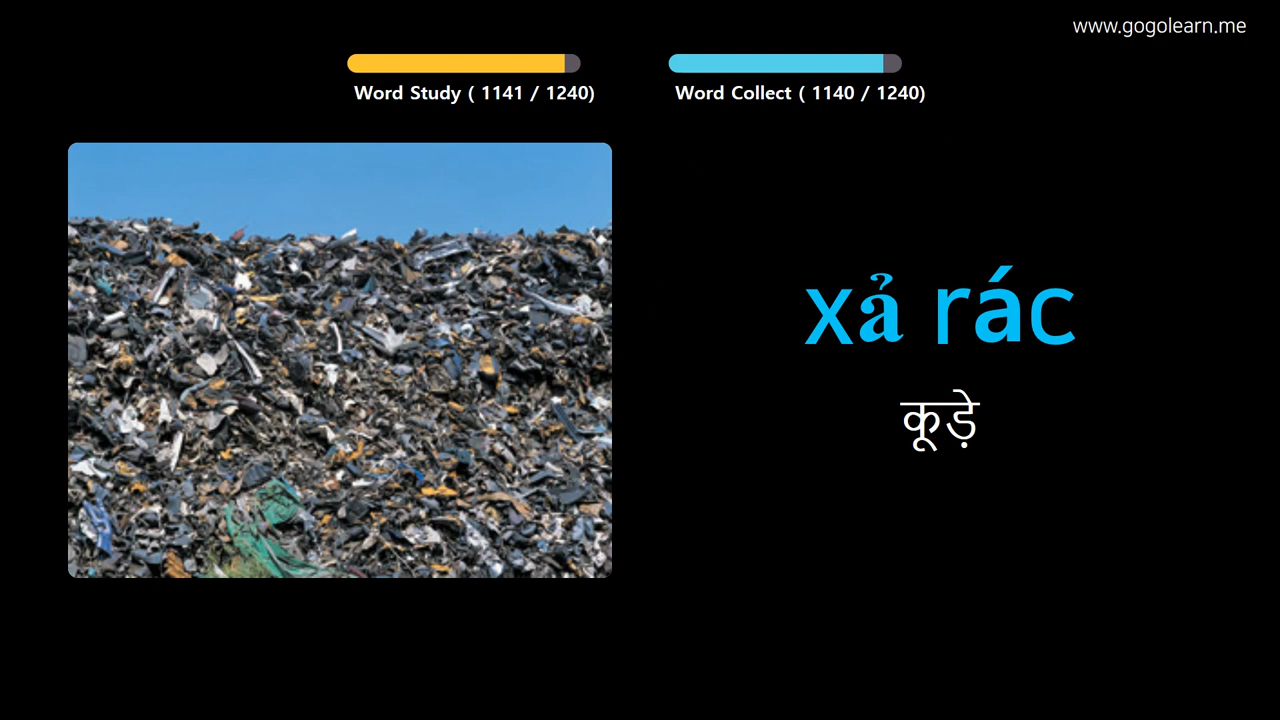 www.gogolearn.me
Word Study ( 1141 / 1240)
Word Collect ( 1140 / 1240)
xả rác
कूड़े